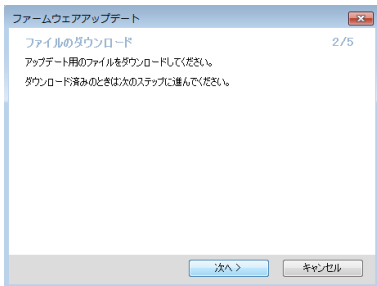 ファームウェアアップデート
ファイルのダウンロード 2/5
アップデート用のファイルをダウンロードしてください。
ダウンロード済みのときは次のステップに進んでください。
次へ > キャンセル